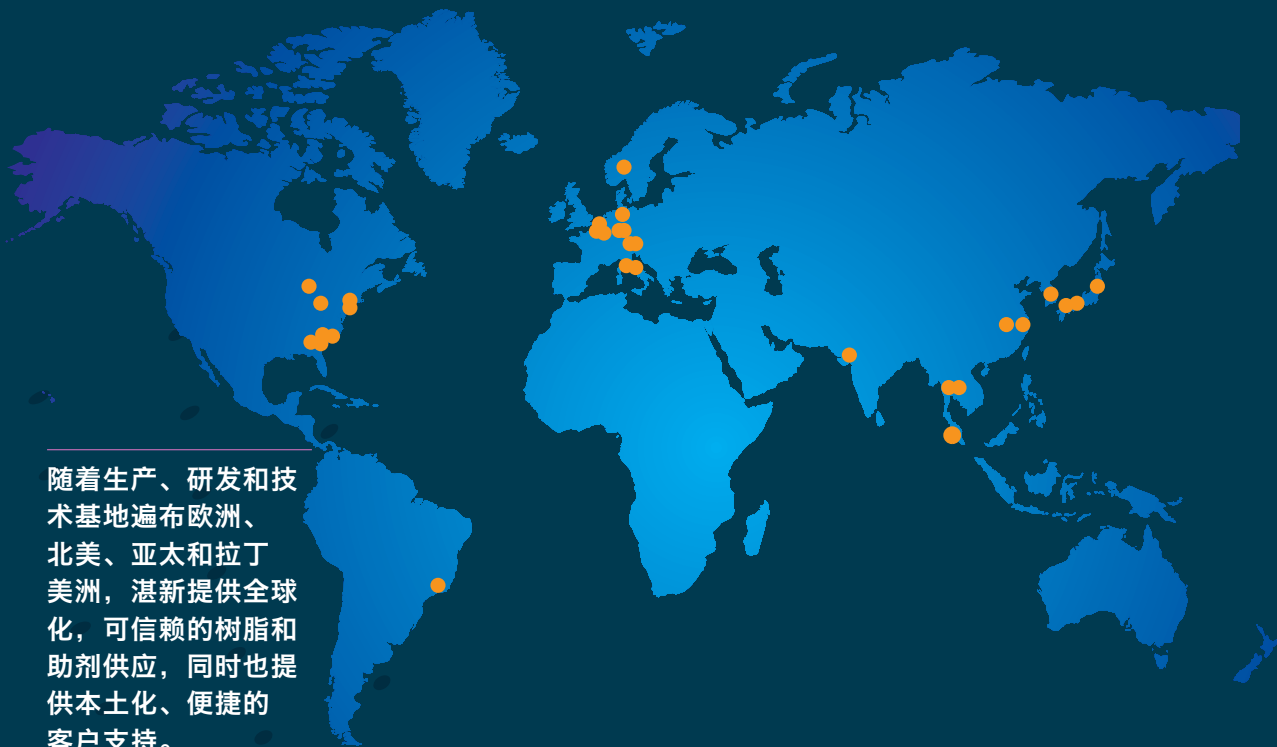 随着生产、研发和技
术基地遍布欧洲、
北美、亚太和拉丁
美洲，湛新提供全球
化，可信赖的树脂和
助剂供应，同时也提
供本土化、便捷的
客户支持。